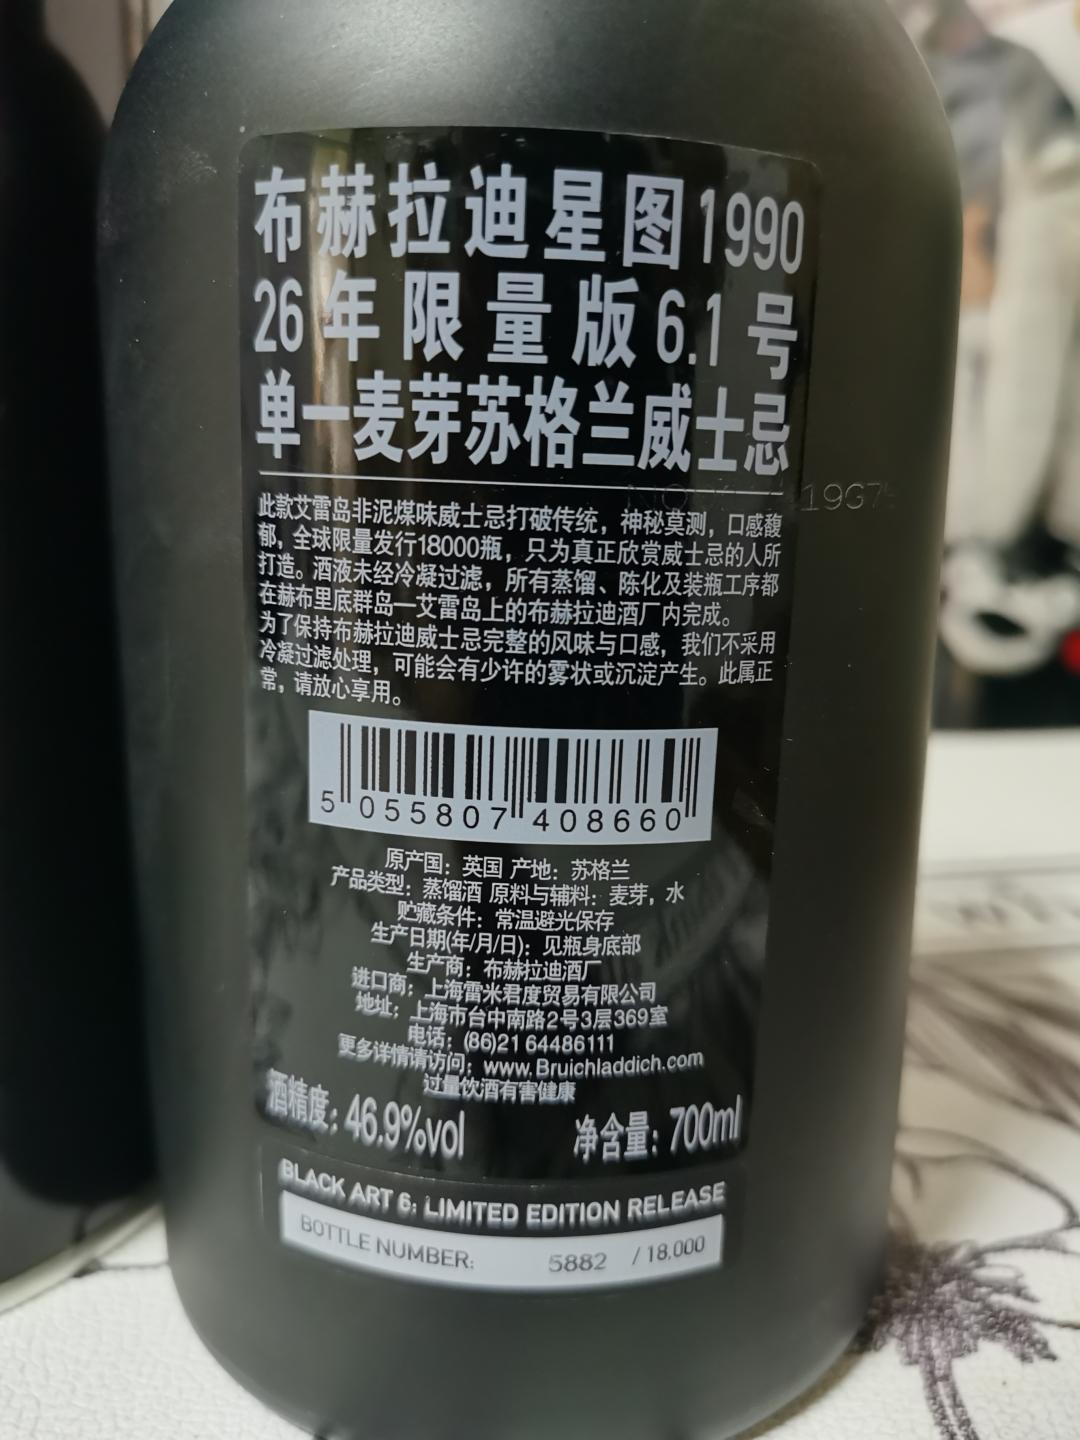 布赫拉迪星图1990
26年限量版6.1号
单一麦芽苏格兰威士忌
此款艾雷岛非泥煤味威士忌打破传统，神秘莫测，口感馥
郁，全球限量发行18000瓶，只为真正欣赏威士忌的人所
打造。酒液未经冷凝过滤，所有蒸馏、陈化及装瓶工序都
在赫布里底群岛—艾雷岛上的布赫拉迪酒厂内完成。
为了保持布赫拉迪威士忌完整的风味与口感，我们不采用
冷凝过滤处理，可能会有少许的雾状或沉淀产生。此属正
常，请放心享用。
5 055807 408660
原产国：英国 产地：苏格兰
产品类型：蒸馏酒 原料与辅料：麦芽，水
贮藏条件：常温避光保存
生产日期(年/月/日)：见瓶身底部
生产商：布赫拉迪酒厂
进口商：上海雷米君度贸易有限公司
地址：上海市台中南路2号3层369室
电话：(86)21 64486111
更多详情请访问：www.Bruichladdich.com
过量饮酒有害健康
酒精度：46.9%vol 净含量：700ml
BLACK ART 6: LIMITED EDITION RELEASE
BOTTLE NUMBER: 5882 / 18,000